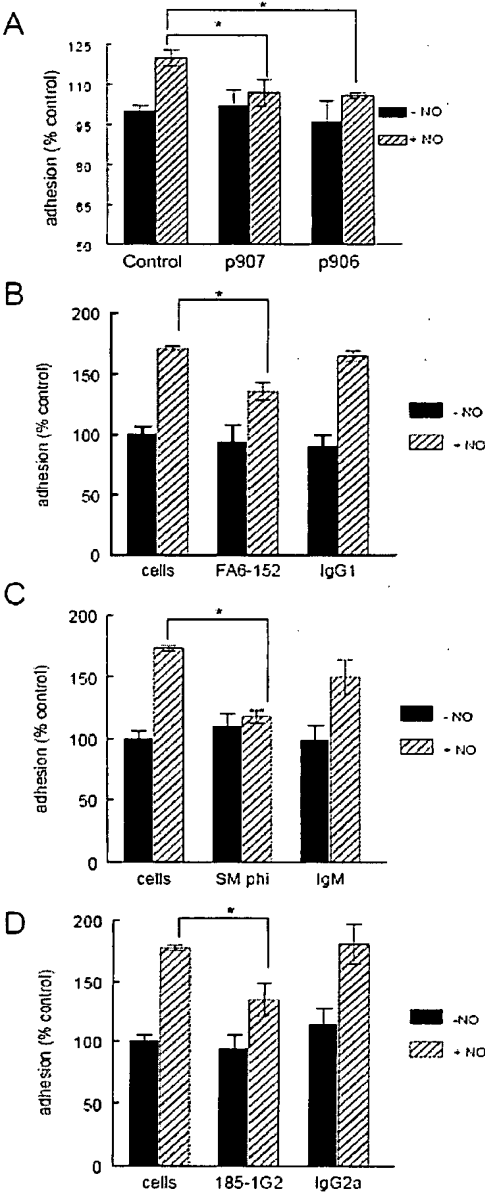 A
*
*
adhesion (% control)
125
110
95
80
65
50
- NO
+ NO
Control p907 p906
B
*
adhesion (% control)
200
150
100
50
0
- NO
+ NO
cells FA6-152 IgG1
C
*
adhesion (% control)
200
150
100
50
0
***
- NO
+ NO
cells SM phi IgM
D
*
adhesion (% control)
200
150
100
50
0
-NO
+ NO
cells 185-1G2 IgG2a